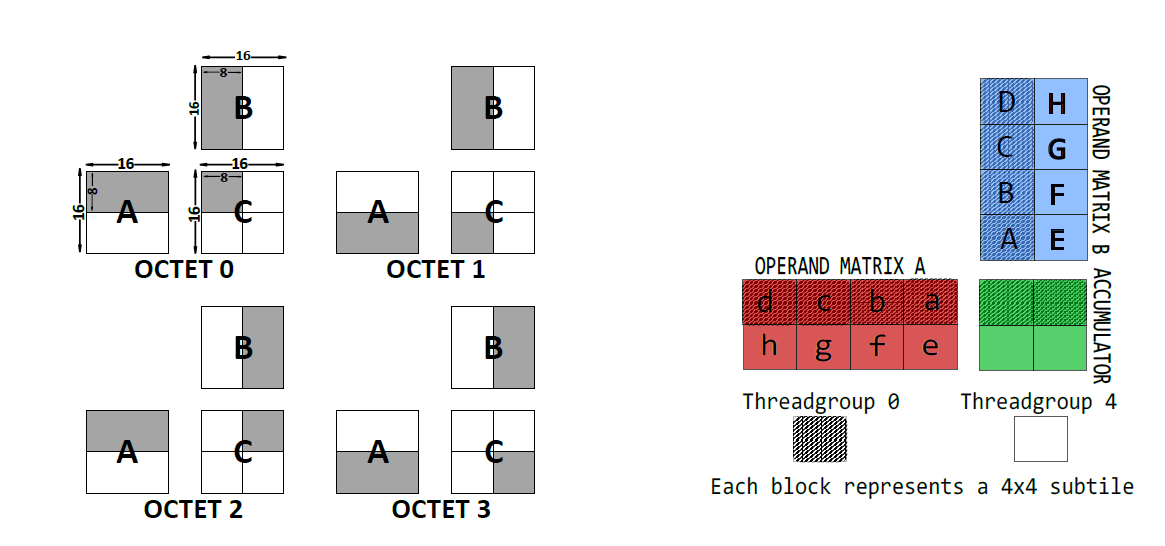 16
8
16
B
16
8
16
A
16
8
16
C
OCTET 0
B
A
C
OCTET 1
B
A
C
OCTET 2
B
A
C
OCTET 3
D H
C G
B F
A E
OPERAND MATRIX B
OPERAND MATRIX A
d c b a
h g f e
ACCUMULATOR
Threadgroup 0
Threadgroup 4
Each block represents a 4x4 subtile